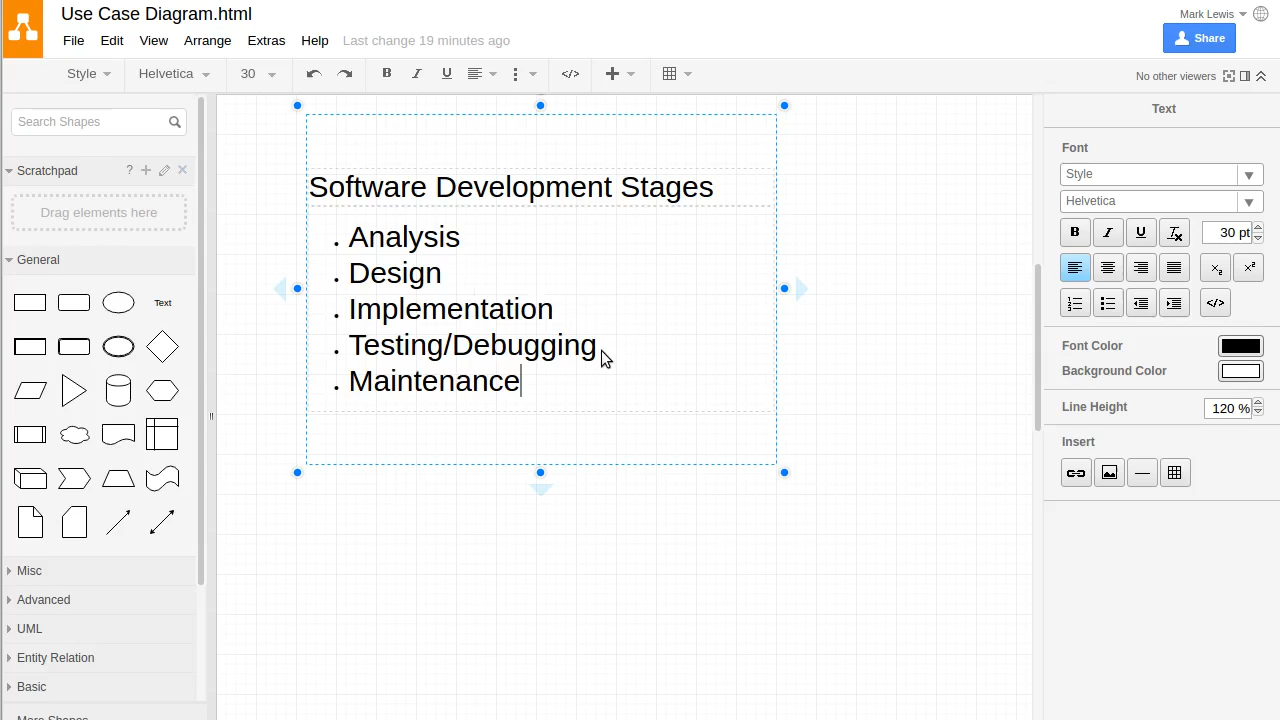 Use Case Diagram.html
Mark Lewis
File Edit View Arrange Extras Help Last change 19 minutes ago
Share
Style Helvetica 30 B I U </> No other viewers
Search Shapes
Scratchpad ?
Drag elements here
General
Text
Misc
Advanced
UML
Entity Relation
Basic
Software Development Stages
• Analysis
• Design
• Implementation
• Testing/Debugging
• Maintenance
Text
Font
Style
Helvetica
B I U Tx 30 pt
x₂ x²
</>
Font Color
Background Color
Line Height 120 %
Insert